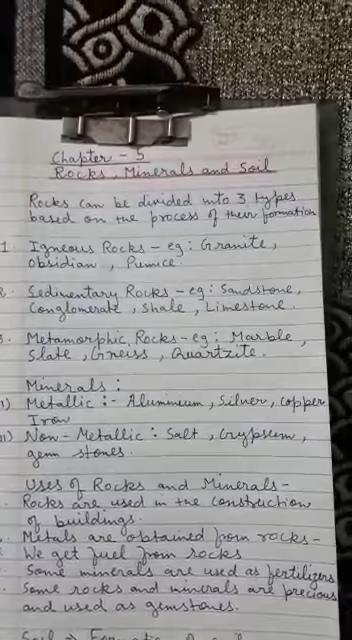 Chapter - 5
Rocks, Minerals and Soil
Rocks can be divided into 3 types
based on the process of their formation
1. Igneous Rocks - eg: Granite,
Obsidian, Pumice.
2. Sedimentary Rocks - eg: Sandstone,
Conglomerate, Shale, Limestone.
3. Metamorphic Rocks - eg: Marble,
Slate, Gneiss, Quartzite.
Minerals:
i) Metallic :- Aluminium, Silver, copper
Iron
ii) Non-Metallic : Salt, Grypsum,
gem stones.
Uses of Rocks and Minerals-
Rocks are used in the construction
of buildings.
Metals are obtained from rocks-
We get fuel from rocks
Some minerals are used as fertilizers
Some rocks and minerals are precious
and used as gemstones.